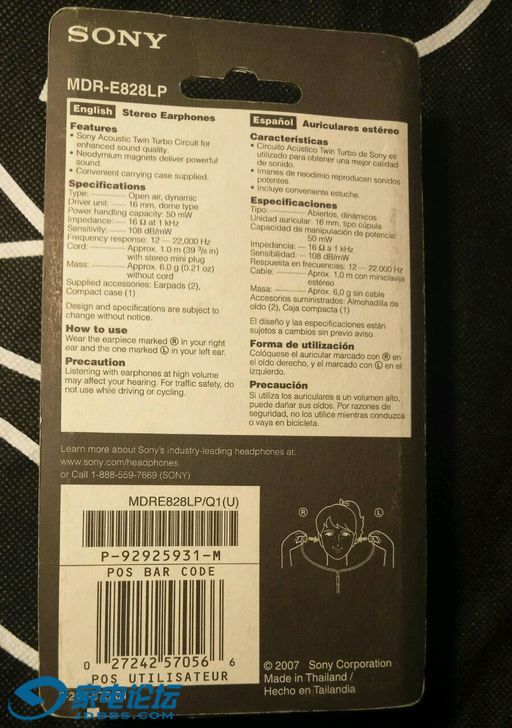 SONY
MDR-E828LP
English Stereo Earphones
Features
• Sony Acoustic Twin Turbo Circuit for
enhanced sound quality.
• Neodymium magnets deliver powerful
sound.
• Convenient carrying case supplied.
Specifications
Type: Open air, dynamic
Driver unit: 16 mm, dome type
Power handling capacity: 50 mW
Impedance: 16 Ω at 1 kHz
Sensitivity: 108 dB/mW
Frequency response: 12 — 22,000 Hz
Cord: Approx. 1.0 m (39 3/8 in)
with stereo mini plug
Mass: Approx. 6.0 g (0.21 oz)
without cord
Supplied accessories: Earpads (2),
Compact case (1)
Design and specifications are subject to
change without notice.
How to use
Wear the earpiece marked Ⓡ in your right
ear and the one marked Ⓛ in your left ear.
Precaution
Listening with earphones at high volume
may affect your hearing. For traffic safety, do
not use while driving or cycling.
Español Auriculares estéreo
Características
• Circuito Acústico Twin Turbo de Sony es
utilizado para obtener una mejor calidad
de sonido.
• Imanes de neodimio reproducen sonidos
potentes.
• Incluye conveniente estuche.
Especificaciones
Tipo: Abiertos, dinámicos
Unidad auricular: 16 mm, tipo cúpula
Capacidad de manipulación de potencia:
50 mW
Impedancia: 16 Ω a 1 kHz
Sensibilidad: 108 dB/mW
Respuesta en frecuencias: 12 — 22,000 Hz
Cable: Aprox. 1,0 m con miniclavija
estéreo
Masa: Aprox. 6,0 g sin cable
Accesorios suministrados: Almohadilla de
oído (2), Caja compacta (1)
El diseño y las especificaciones están
sujetos a cambios sin previo aviso.
Forma de utilización
Colóquese el auricular marcado con Ⓡ en
el oído derecho, y el marcado con Ⓛ en el
izquierdo.
Precaución
Si utiliza los auriculares a un volumen alto,
puede dañar sus oídos. Por razones de
seguridad, no los utilice mientras conduzca
o vaya en bicicleta.
Learn more about Sony's industry-leading headphones at:
www.sony.com/headphones
or Call 1-888-559-7669 (SONY)
MDRE828LP/Q1(U)
P-92925931-M
POS BAR CODE
0 27242 57056 6
POS UTILISATEUR
Ⓡ Ⓛ
© 2007 Sony Corporation
Made in Thailand /
Hecho en Tailandia
家电论坛
JDBBS.COM